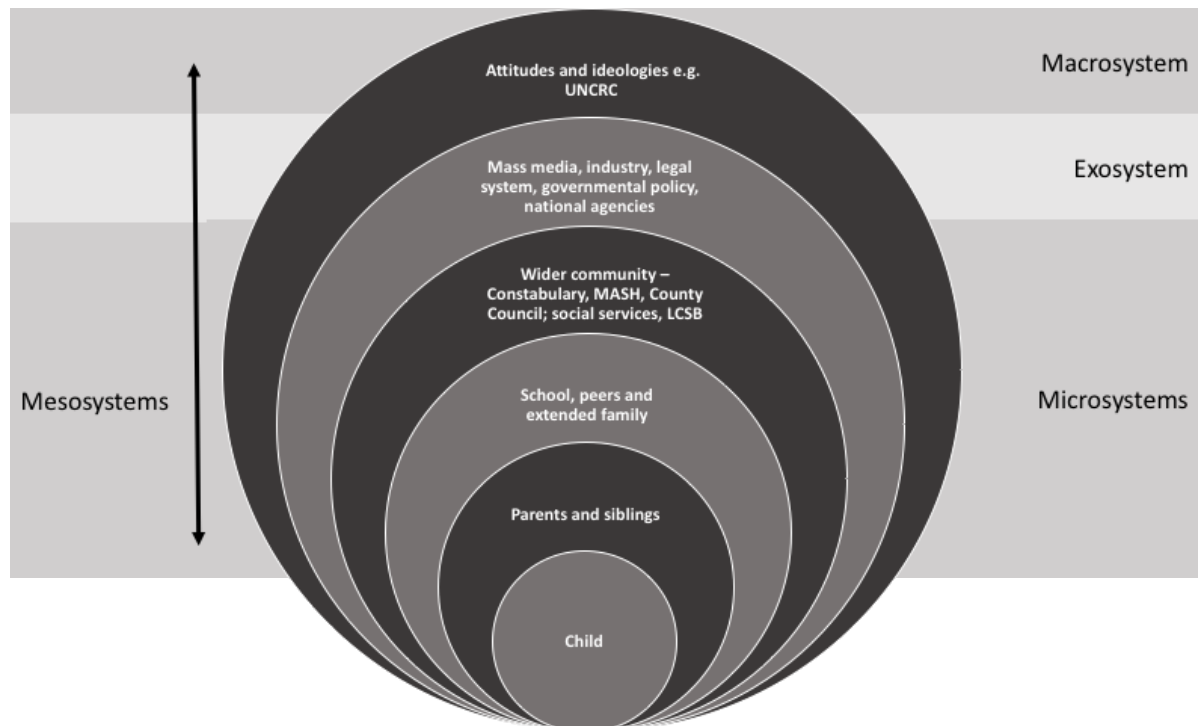 Macrosystem
Attitudes and ideologies e.g.
UNCRC
Exosystem
Mass media, industry, legal
system, governmental policy,
national agencies
Wider community –
Constabulary, MASH, County
Council; social services, LCSB
Mesosystems
Microsystems
School, peers and
extended family
Parents and siblings
Child